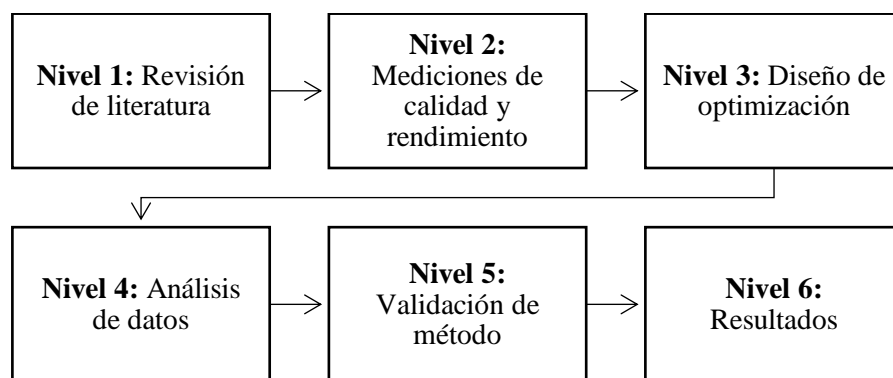 Nivel 1: Revisión
de literatura
Nivel 2:
Mediciones de
calidad y
rendimiento
Nivel 3: Diseño de
optimización
Nivel 4: Análisis
de datos
Nivel 5:
Validación de
método
Nivel 6:
Resultados